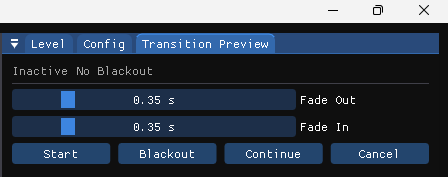 Level Config Transition Preview
Inactive No Blackout
0.35 s Fade Out
0.35 s Fade In
Start Blackout Continue Cancel